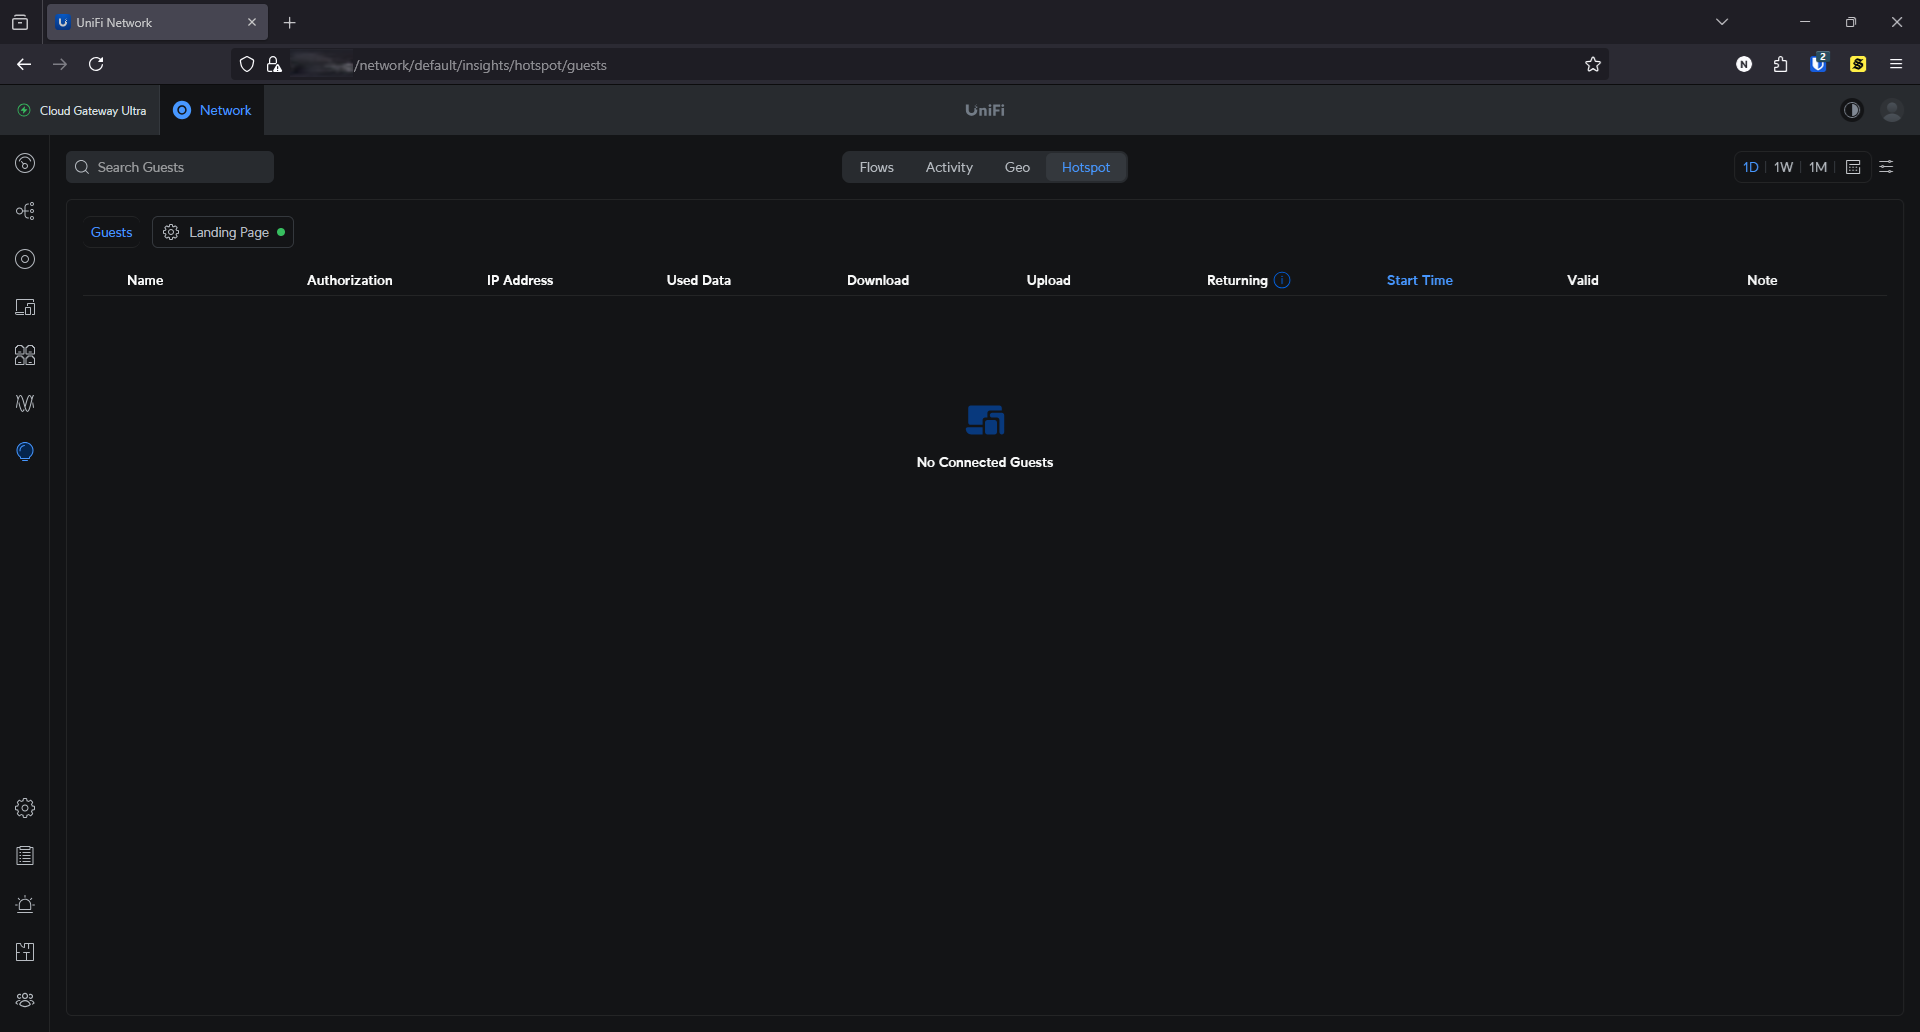 UniFi Network
/network/default/insights/hotspot/guests
N
2
Cloud Gateway Ultra
Network
UniFi
Search Guests
Flows
Activity
Geo
Hotspot
1D
1W
1M
Guests
Landing Page
Name
Authorization
IP Address
Used Data
Download
Upload
Returning
Start Time
Valid
Note
No Connected Guests